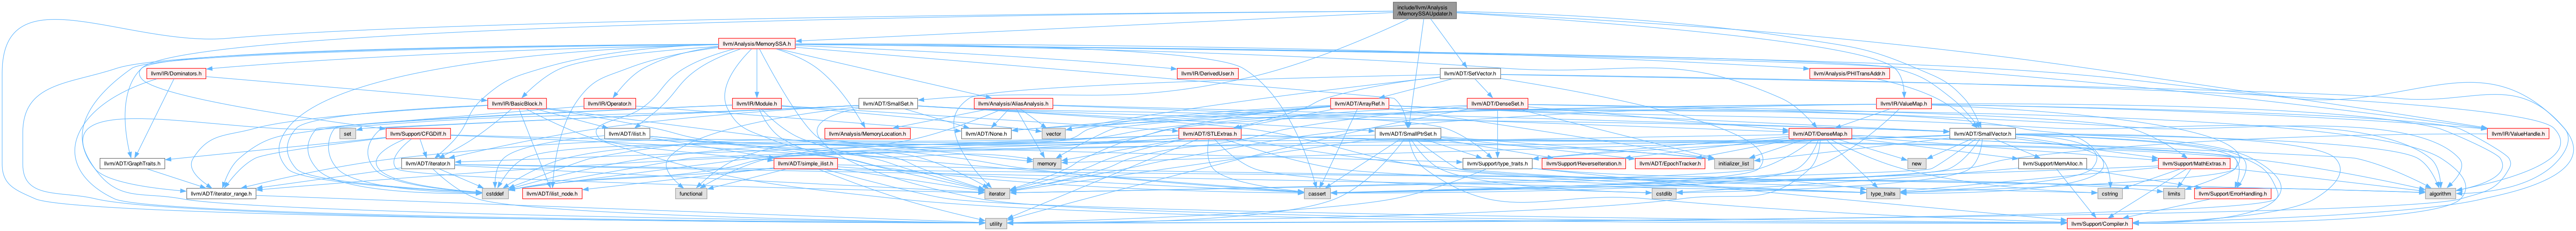 include/llvm/Analysis
/MemorySSAUpdater.h
llvm/Analysis/MemorySSA.h
llvm/IR/Dominators.h
llvm/IR/DerivedUser.h
llvm/ADT/SetVector.h
llvm/Analysis/PHITransAddr.h
llvm/IR/BasicBlock.h
llvm/IR/Operator.h
llvm/IR/Module.h
llvm/ADT/SmallSet.h
llvm/Analysis/AliasAnalysis.h
llvm/ADT/ArrayRef.h
llvm/ADT/DenseSet.h
llvm/IR/ValueMap.h
set
llvm/Support/CFGDiff.h
llvm/ADT/ilist.h
llvm/Analysis/MemoryLocation.h
llvm/ADT/None.h
vector
llvm/ADT/STLExtras.h
llvm/ADT/SmallPtrSet.h
llvm/ADT/DenseMap.h
llvm/ADT/SmallVector.h
llvm/IR/ValueHandle.h
llvm/ADT/GraphTraits.h
llvm/ADT/iterator.h
llvm/ADT/simple_ilist.h
memory
llvm/Support/type_traits.h
llvm/Support/ReverseIteration.h
llvm/ADT/EpochTracker.h
initializer_list
new
llvm/Support/MemAlloc.h
llvm/Support/MathExtras.h
llvm/ADT/iterator_range.h
cstddef
llvm/ADT/ilist_node.h
functional
iterator
cassert
cstdlib
type_traits
cstring
limits
llvm/Support/ErrorHandling.h
algorithm
utility
llvm/Support/Compiler.h